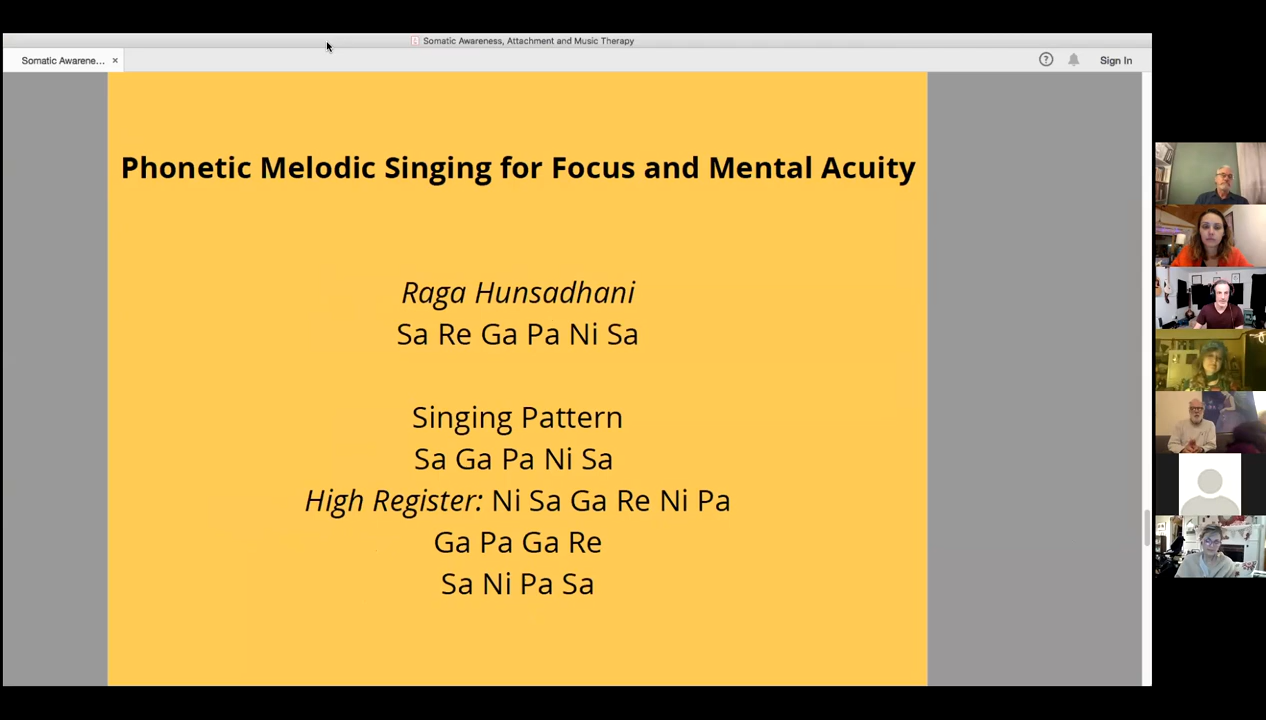 Somatic Awareness, Attachment and Music Therapy
Somatic Awarene... ×
? Sign In
Phonetic Melodic Singing for Focus and Mental Acuity
Raga Hunsadhani
Sa Re Ga Pa Ni Sa
Singing Pattern
Sa Ga Pa Ni Sa
High Register: Ni Sa Ga Re Ni Pa
Ga Pa Ga Re
Sa Ni Pa Sa